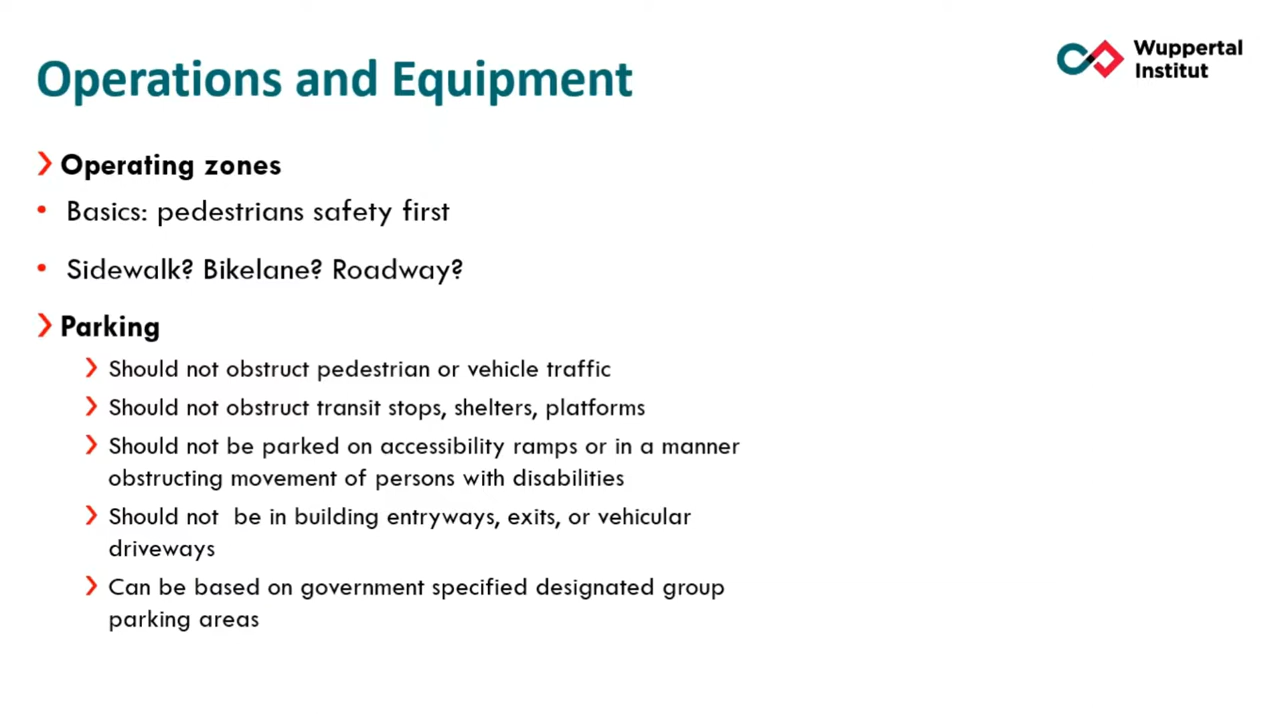 Operations and Equipment
Wuppertal
Institut
Operating zones
Basics: pedestrians safety first
Sidewalk? Bikelane? Roadway?
Parking
Should not obstruct pedestrian or vehicle traffic
Should not obstruct transit stops, shelters, platforms
Should not be parked on accessibility ramps or in a manner
obstructing movement of persons with disabilities
Should not  be in building entryways, exits, or vehicular
driveways
Can be based on government specified designated group
parking areas